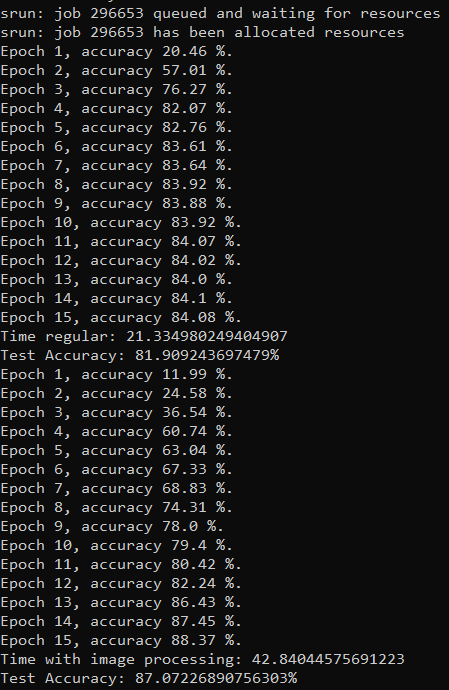 srun: job 296653 queued and waiting for resources
srun: job 296653 has been allocated resources
Epoch 1, accuracy 20.46 %.
Epoch 2, accuracy 57.01 %.
Epoch 3, accuracy 76.27 %.
Epoch 4, accuracy 82.07 %.
Epoch 5, accuracy 82.76 %.
Epoch 6, accuracy 83.61 %.
Epoch 7, accuracy 83.64 %.
Epoch 8, accuracy 83.92 %.
Epoch 9, accuracy 83.88 %.
Epoch 10, accuracy 83.92 %.
Epoch 11, accuracy 84.07 %.
Epoch 12, accuracy 84.02 %.
Epoch 13, accuracy 84.0 %.
Epoch 14, accuracy 84.1 %.
Epoch 15, accuracy 84.08 %.
Time regular: 21.334980249404907
Test Accuracy: 81.909243697479%
Epoch 1, accuracy 11.99 %.
Epoch 2, accuracy 24.58 %.
Epoch 3, accuracy 36.54 %.
Epoch 4, accuracy 60.74 %.
Epoch 5, accuracy 63.04 %.
Epoch 6, accuracy 67.33 %.
Epoch 7, accuracy 68.83 %.
Epoch 8, accuracy 74.31 %.
Epoch 9, accuracy 78.0 %.
Epoch 10, accuracy 79.4 %.
Epoch 11, accuracy 80.42 %.
Epoch 12, accuracy 82.24 %.
Epoch 13, accuracy 86.43 %.
Epoch 14, accuracy 87.45 %.
Epoch 15, accuracy 88.37 %.
Time with image processing: 42.84044575691223
Test Accuracy: 87.07226890756303%